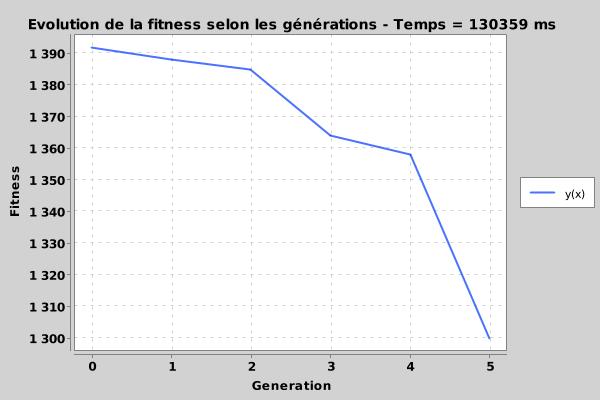 Evolution de la fitness selon les générations - Temps = 130359 ms
1 390
1 380
1 370
1 360
1 350
1 340
1 330
1 320
1 310
1 300
Fitness
0 1 2 3 4 5
Generation
y(x)